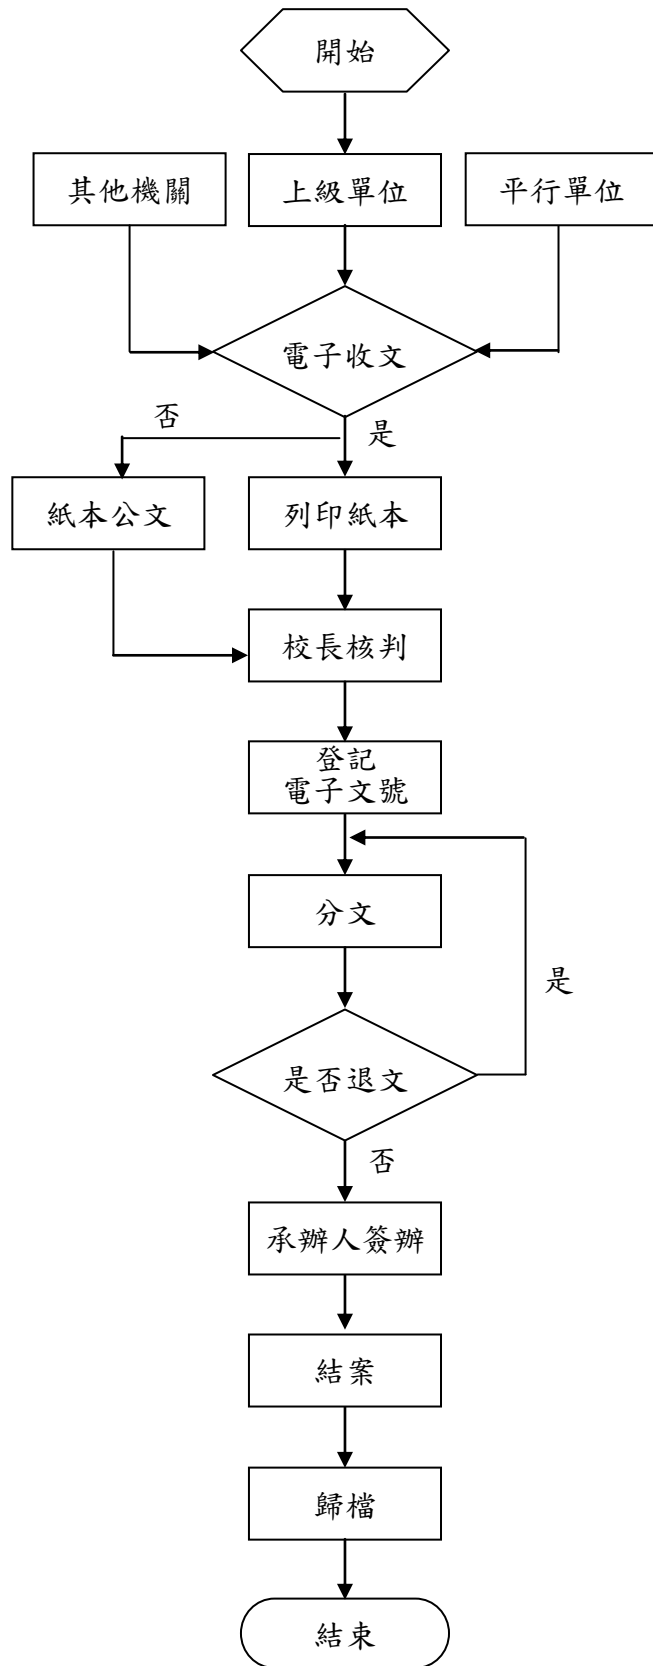 開始
其他機關
上級單位
平行單位
電子收文
否
是
紙本公文
列印紙本
校長核判
登記
電子文號
分文
是
是否退文
否
承辦人簽辦
結案
歸檔
結束